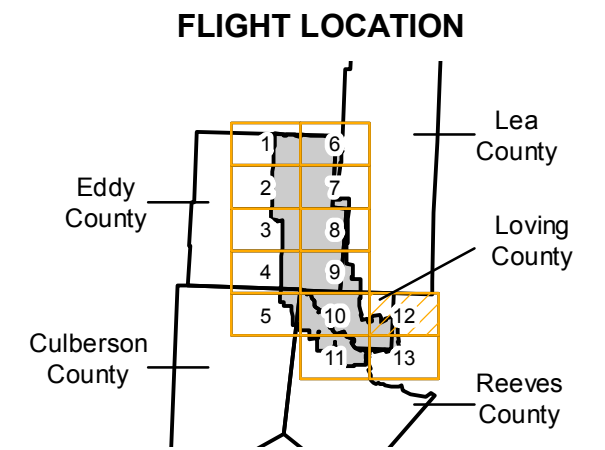 FLIGHT LOCATION
Lea
County
1
6
Eddy
County
2
7
3
8
Loving
County
4
9
5
10
12
Culberson
County
11
13
Reeves
County